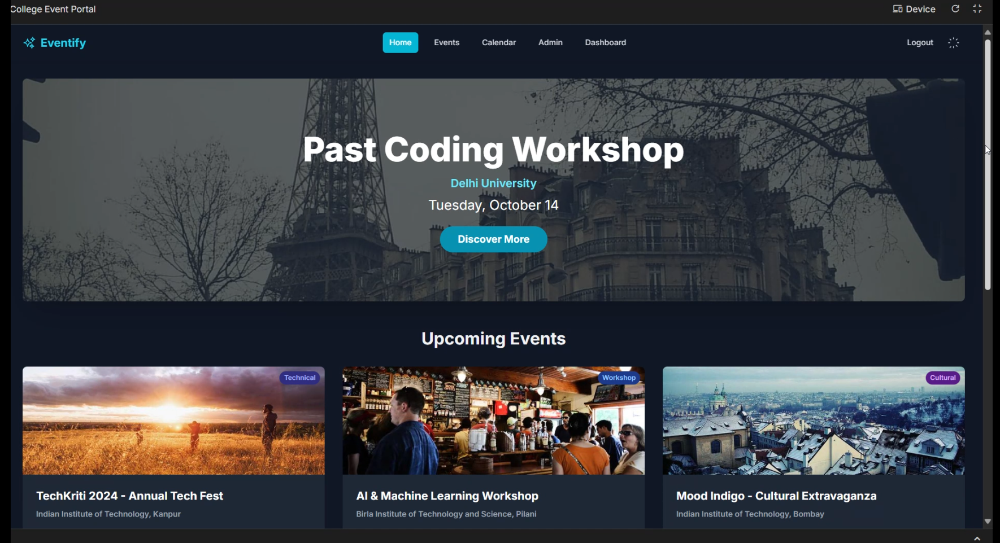 College Event Portal
Device
Eventify
Home
Events
Calendar
Admin
Dashboard
Logout
Past Coding Workshop
Delhi University
Tuesday, October 14
Discover More
Upcoming Events
Technical
Workshop
Cultural
TechKriti 2024 - Annual Tech Fest
Indian Institute of Technology, Kanpur
AI & Machine Learning Workshop
Birla Institute of Technology and Science, Pilani
Mood Indigo - Cultural Extravaganza
Indian Institute of Technology, Bombay